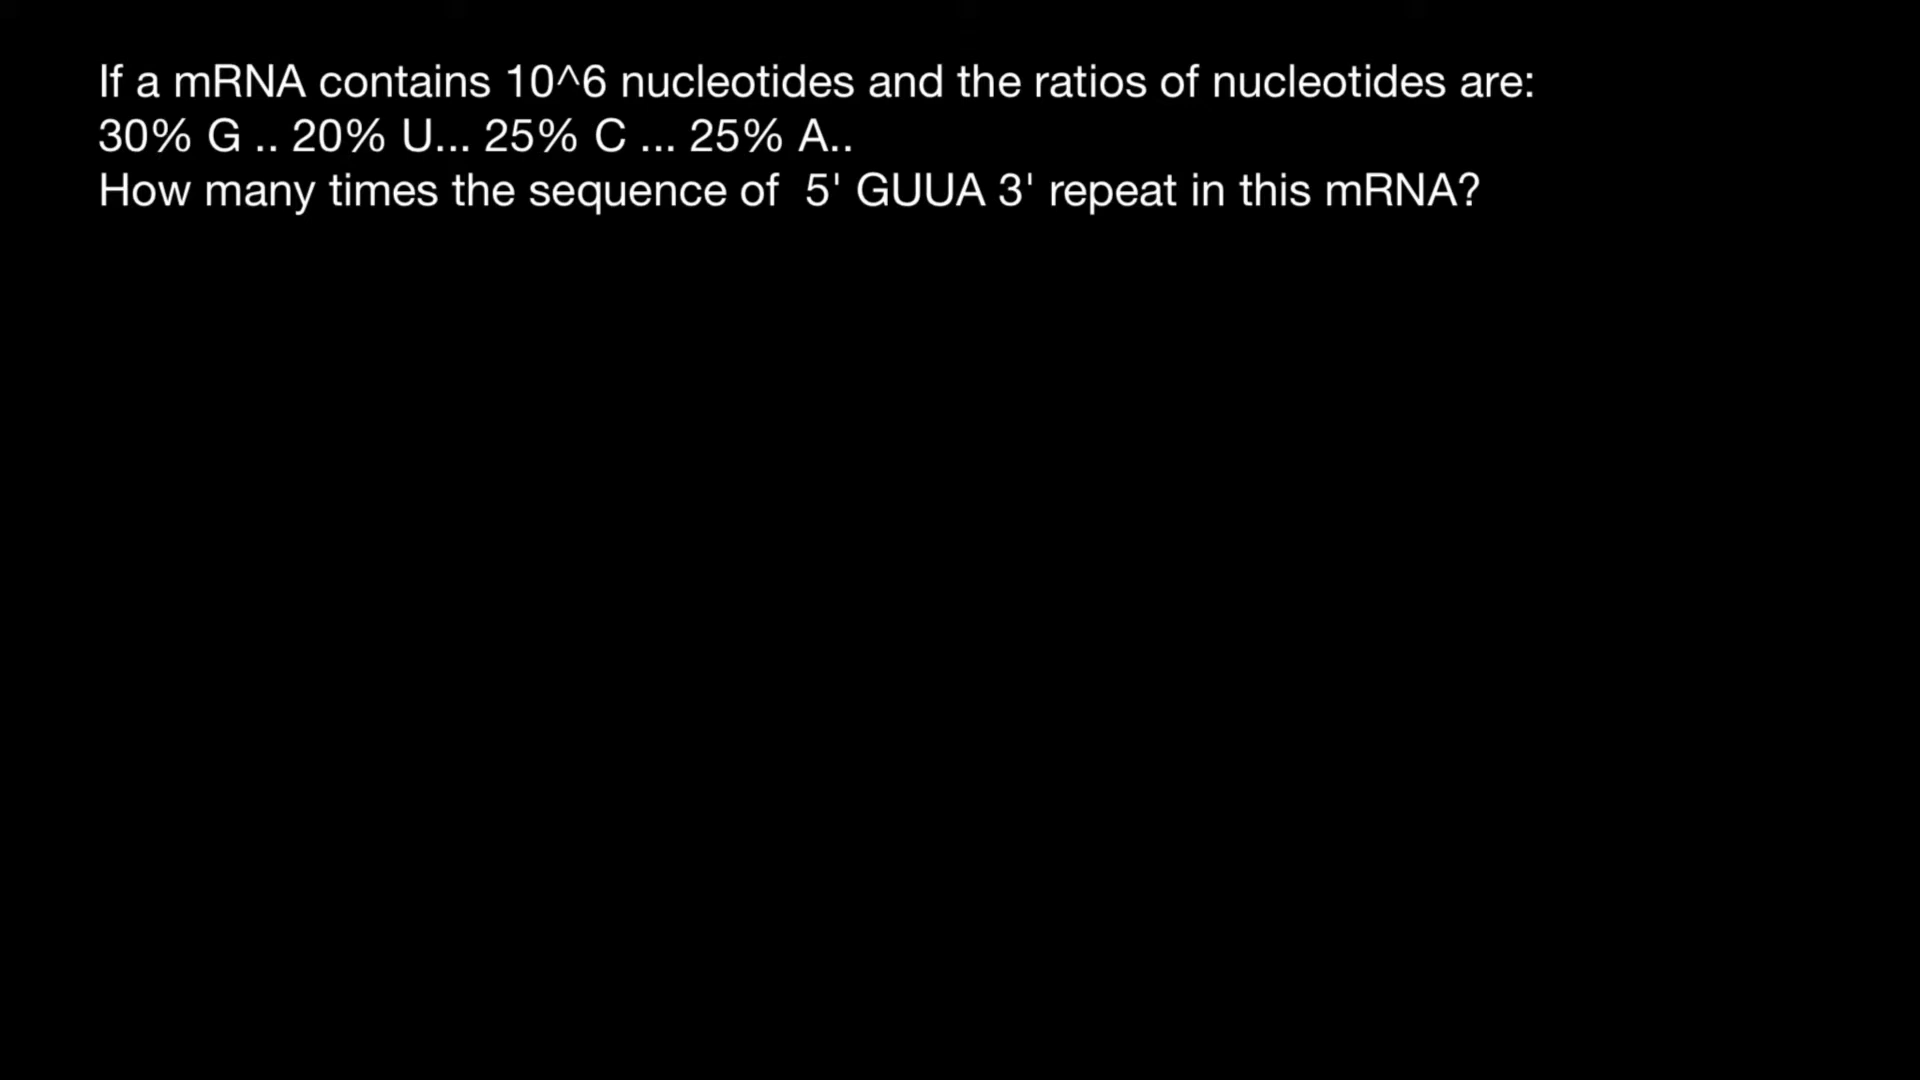 If a mRNA contains 10^6 nucleotides and the ratios of nucleotides are:
30% G .. 20% U... 25% C ... 25% A..
How many times the sequence of  5' GUUA 3' repeat in this mRNA?